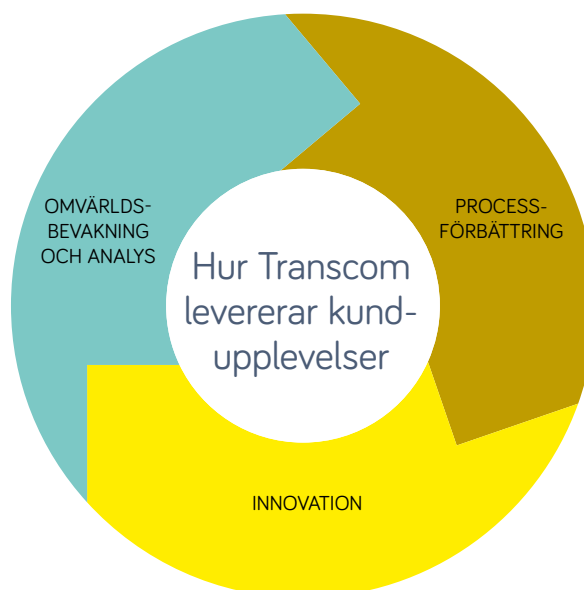 OMVÄRLDS-
BEVAKNING
OCH ANALYS
PROCESS-
FÖRBÄTTRING
Hur Transcom
levererar kund-
upplevelser
INNOVATION